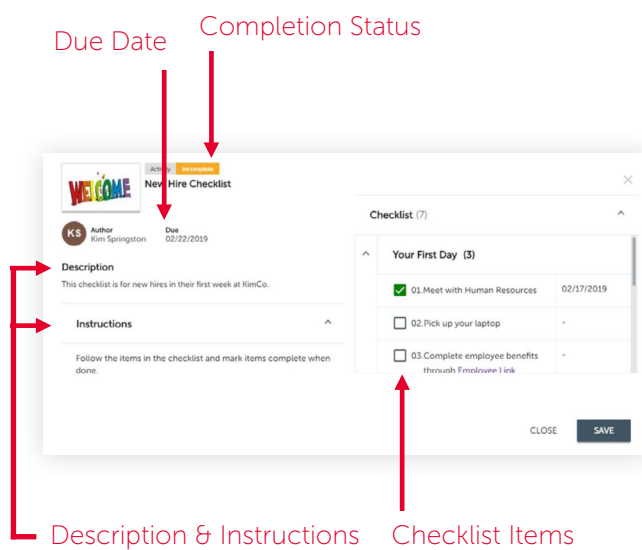 Completion Status
Due Date
WELCOME
Activity Incomplete
New Hire Checklist
KS
Author
Kim Springston
Due
02/22/2019
Description
This checklist is for new hires in their first week at KimCo.
Instructions
Follow the items in the checklist and mark items complete when
done.
Checklist (7)
Your First Day (3)
01.Meet with Human Resources 02/17/2019
02.Pick up your laptop -
03.Complete employee benefits -
through Employee Link
CLOSE SAVE
Description & Instructions
Checklist Items